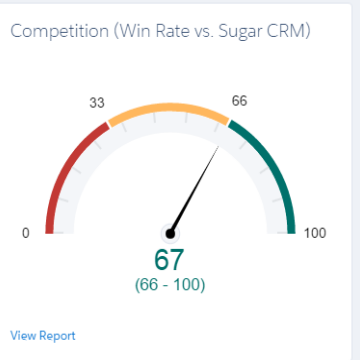 Competition (Win Rate vs. Sugar CRM)
33
66
0
100
67
(66 - 100)
View Report